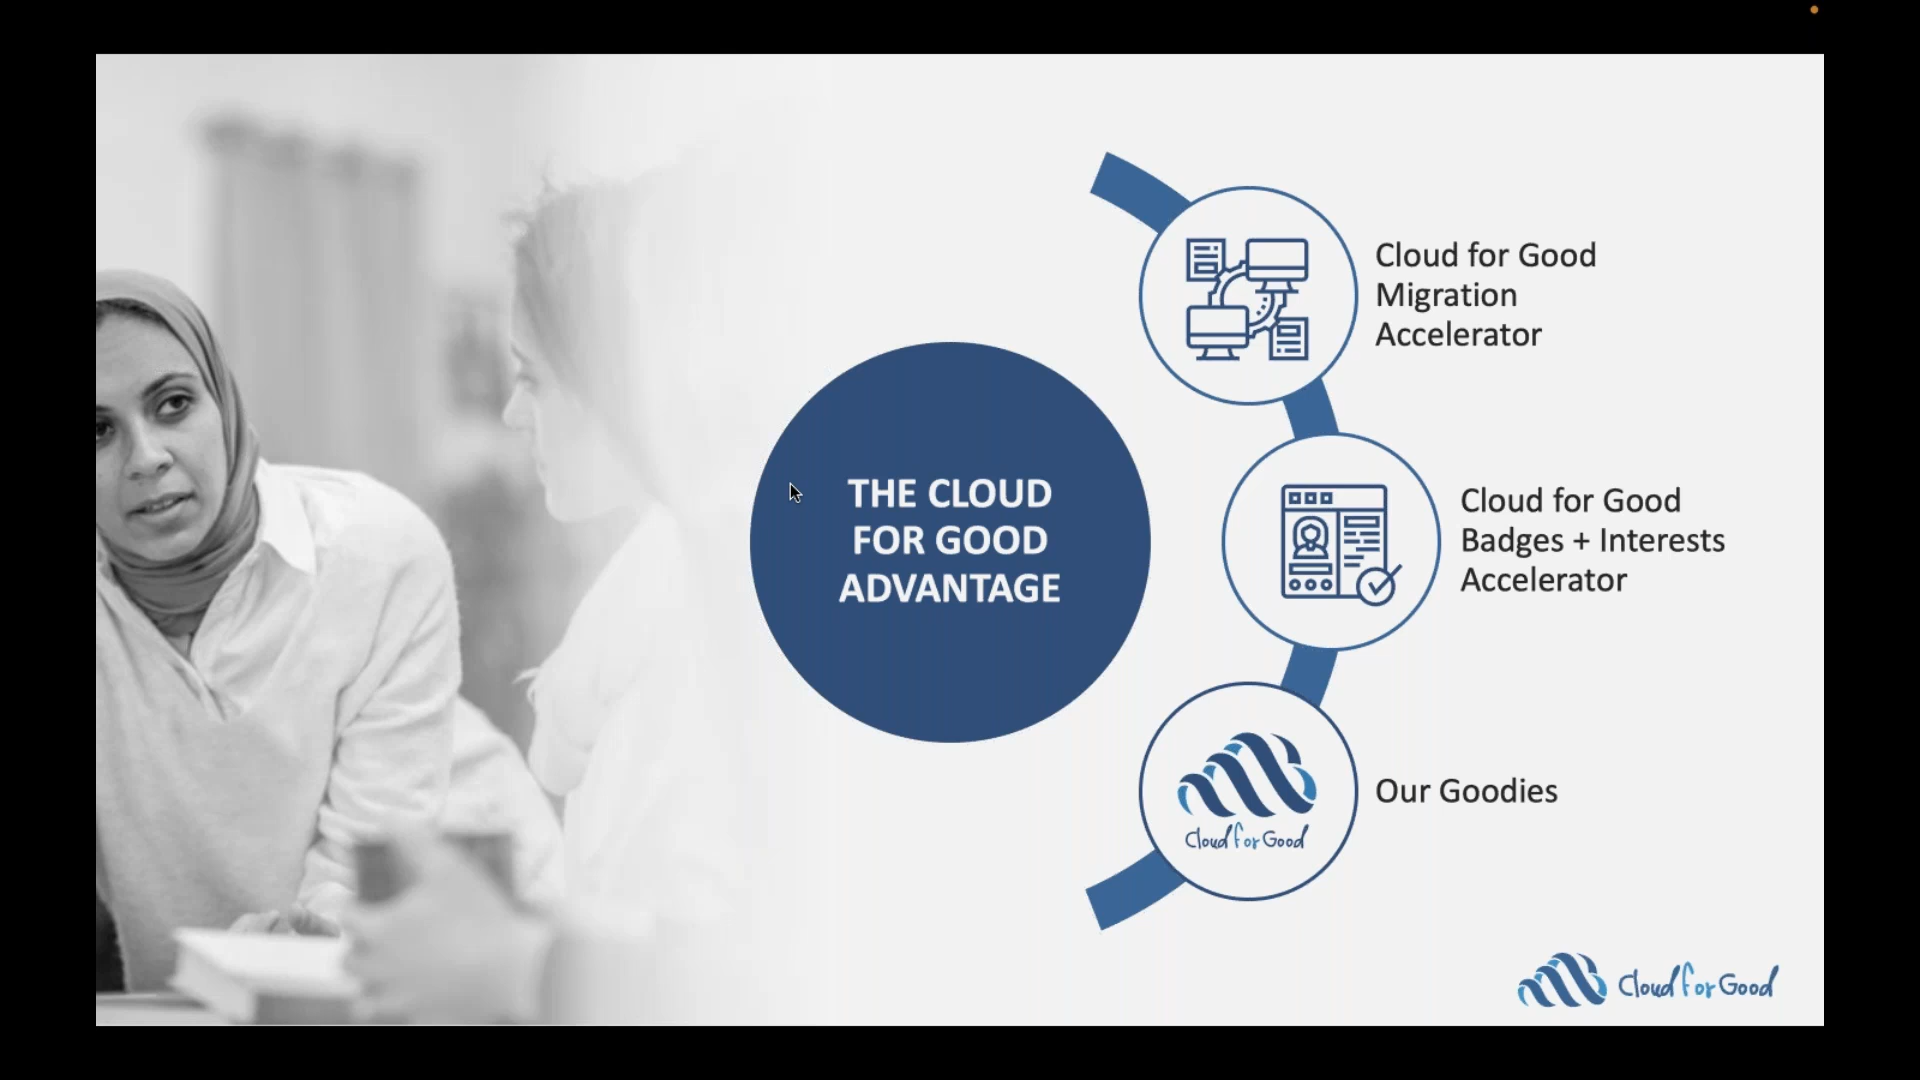 THE CLOUD
FOR GOOD
ADVANTAGE
Cloud for Good
Migration
Accelerator
Cloud for Good
Badges + Interests
Accelerator
Cloud for Good
Our Goodies
Cloud for Good